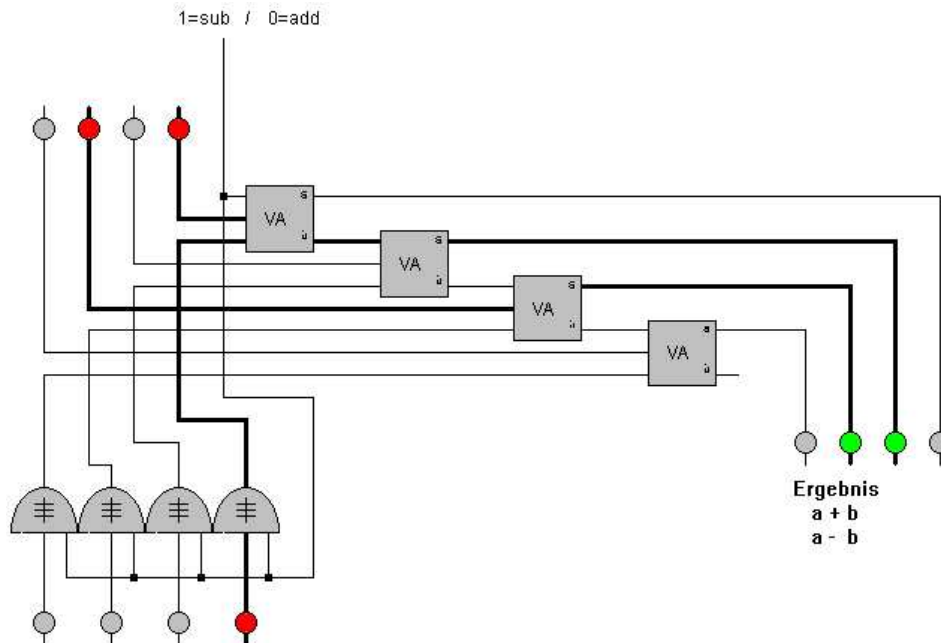 1=sub / 0=add
s
VA
ü
s
VA
ü
s
VA
ü
s
VA
ü
Ergebnis
a + b
a - b